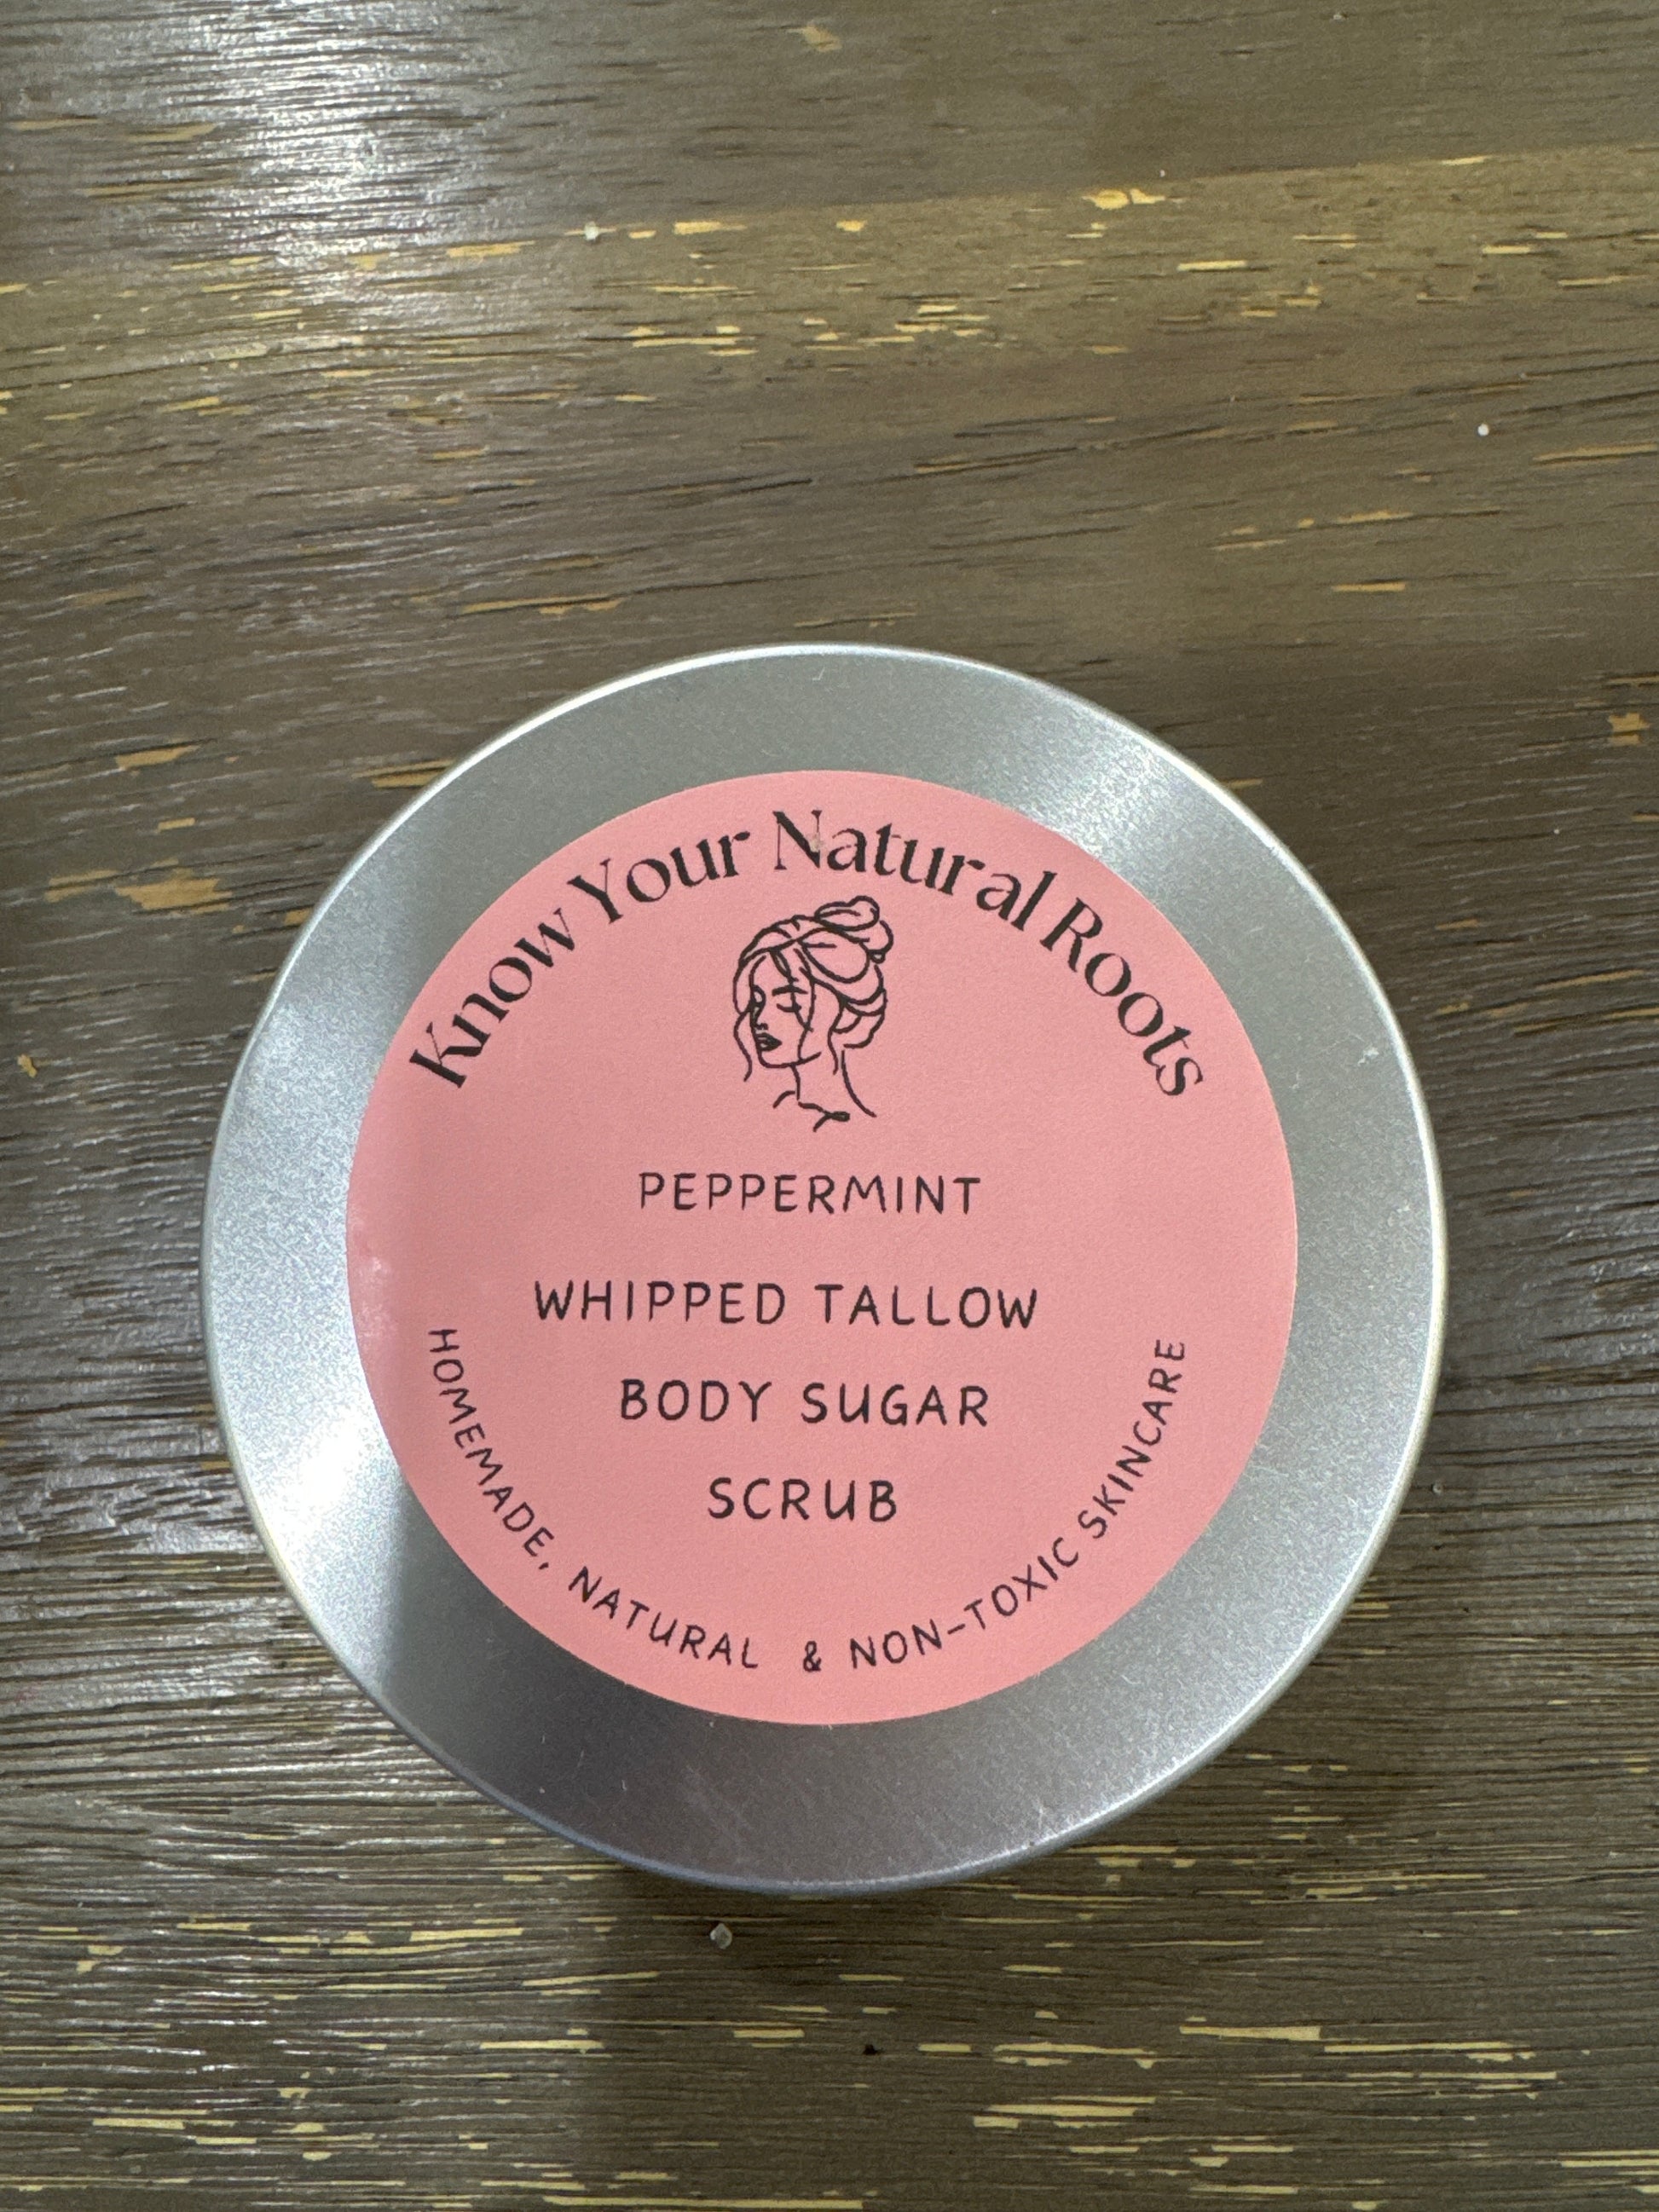 Know Your Natural Roots
PEPPERMINT
WHIPPED TALLOW
BODY SUGAR
SCRUB
HOMEMADE, NATURAL & NON-TOXIC SKINCARE